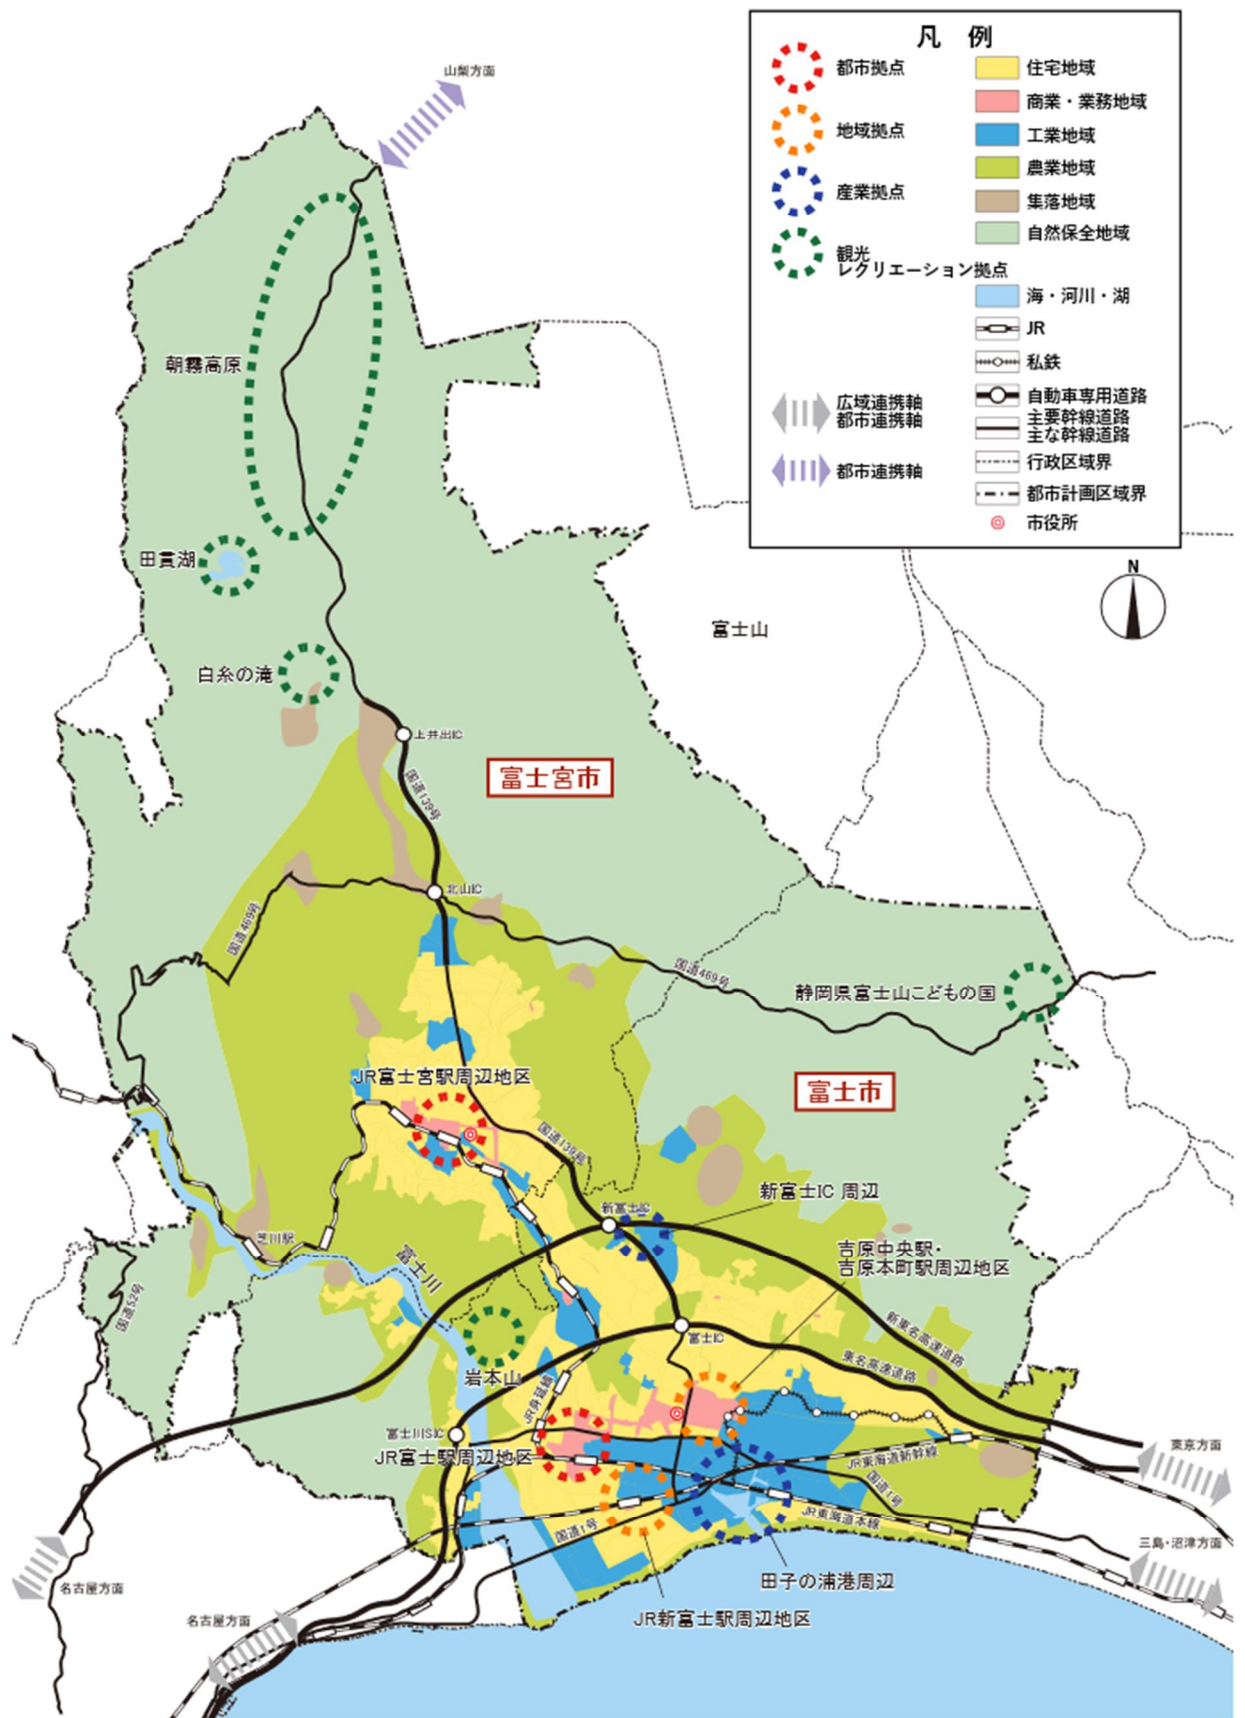 凡 例
都市拠点
地域拠点
産業拠点
観光
レクリエーション拠点
広域連携軸
都市連携軸
都市連携軸
住宅地域
商業・業務地域
工業地域
農業地域
集落地域
自然保全地域
海・河川・湖
JR
私鉄
自動車専用道路
主要幹線道路
主な幹線道路
行政区域界
都市計画区域界
市役所
N
山梨方面
朝霧高原
田貫湖
白糸の滝
富士山
上井出IC
富士宮市
国道139号
北山IC
国道469号
国道469号
静岡県富士山こどもの国
富士市
JR富士宮駅周辺地区
国道139号
新富士IC
新富士IC 周辺
芝川駅
富士川
国道52号
吉原中央駅・
吉原本町駅周辺地区
新東名高速道路
富士IC
東名高速道路
岩本山
JR身延線
富士川SIC
JR富士駅周辺地区
JR東海道新幹線
国道1号
東京方面
国道1号
JR東海道本線
三島・沼津方面
名古屋方面
田子の浦港周辺
名古屋方面
JR新富士駅周辺地区